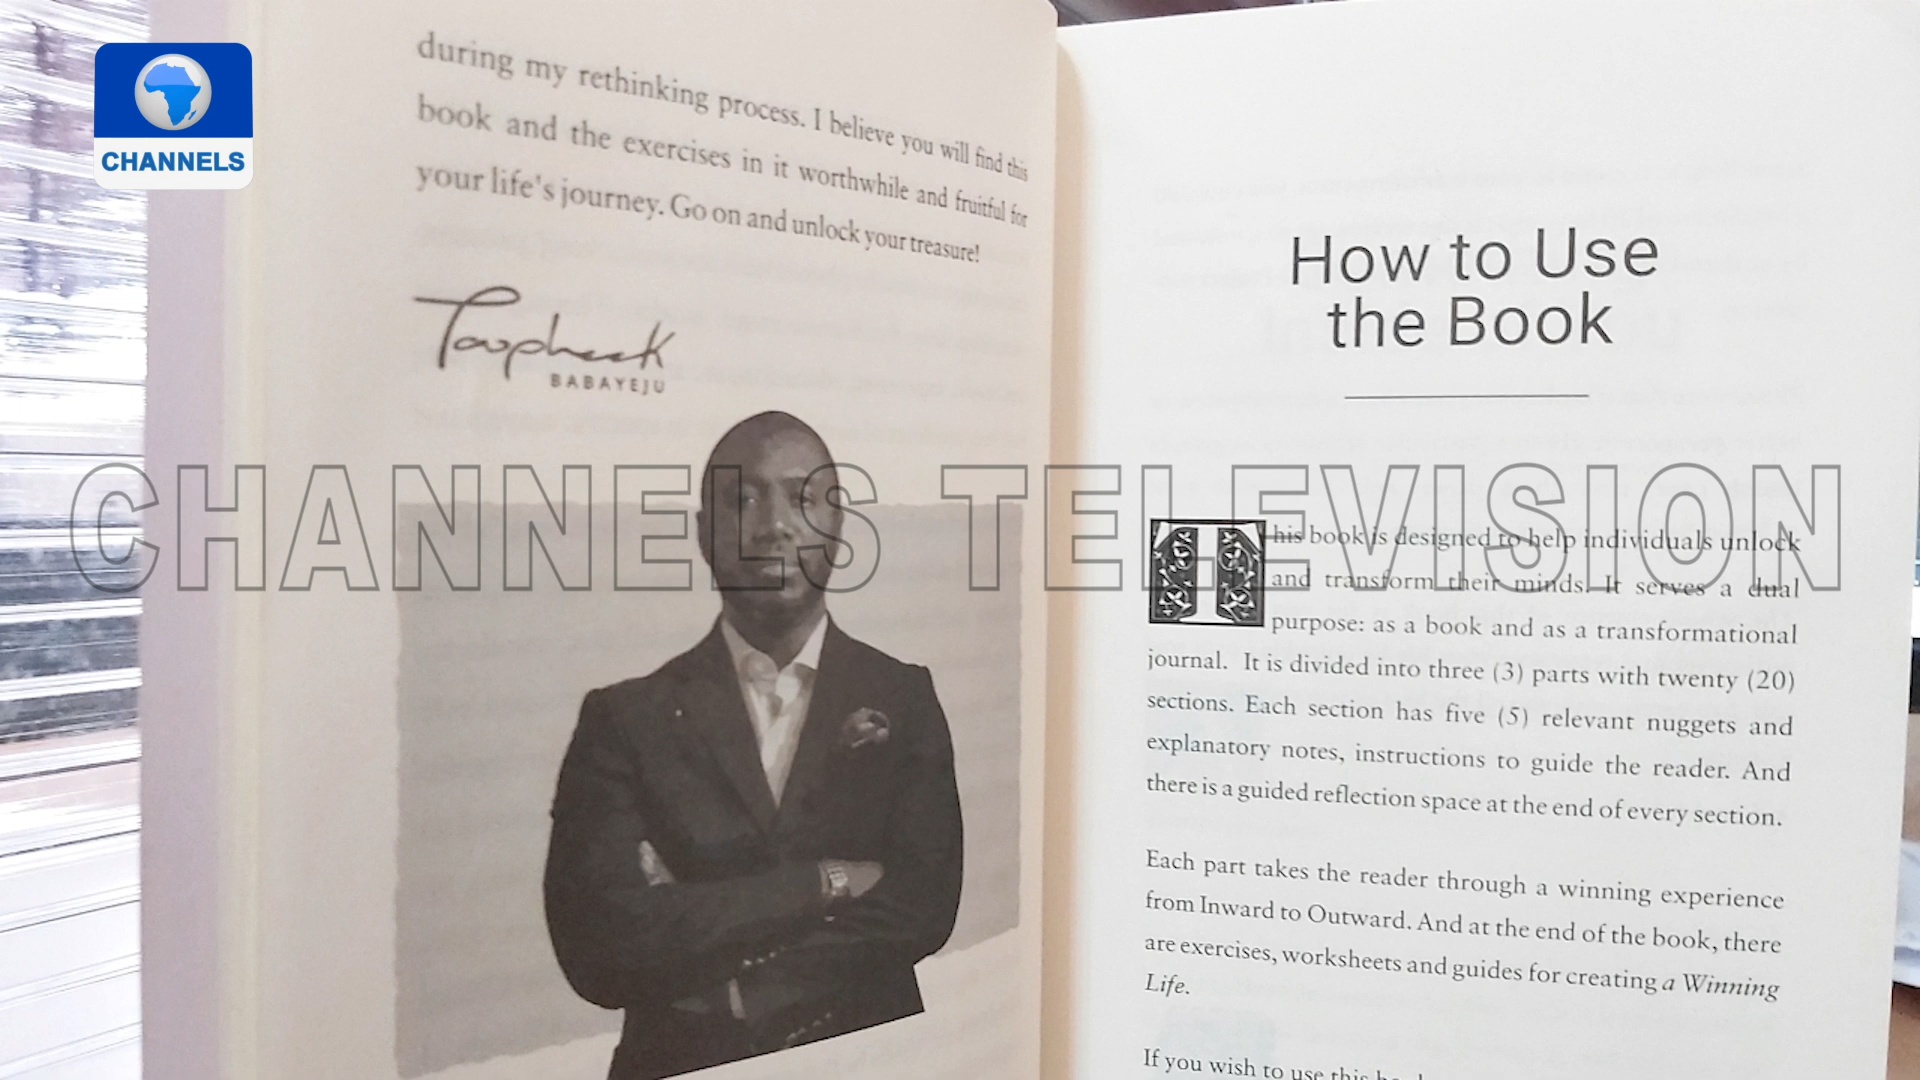 CHANNELS
during my rethinking process. I believe you will find this
book and the exercises in it worthwhile and fruitful for
your life's journey. Go on and unlock your treasure!
Taopheek
BABAYEJU
CHANNELS TELEVISION
How to Use
the Book
This book is designed to help individuals unlock
and transform their minds. It serves a dual
purpose: as a book and as a transformational
journal. It is divided into three (3) parts with twenty (20)
sections. Each section has five (5) relevant nuggets and
explanatory notes, instructions to guide the reader. And
there is a guided reflection space at the end of every section.
Each part takes the reader through a winning experience
from Inward to Outward. And at the end of the book, there
are exercises, worksheets and guides for creating a Winning
Life.
If you wish to use this